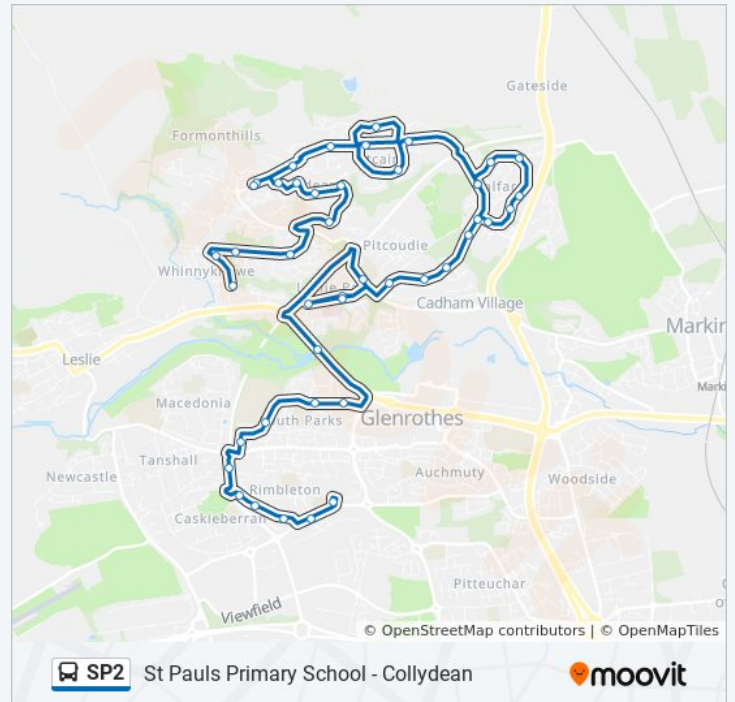 Gateside
Formonthills
Pitcoudie
Whinnyknowe
Cadham Village
Markin
Leslie
Macedonia
Glenrothes
South Parks
Tanshall
Auchmuty
Newcastle
Rimbleton
Woodside
Caskieberran
Pitteuchar
Viewfield
© OpenStreetMap contributors | © OpenMapTiles
SP2 St Pauls Primary School - Collydean moovit